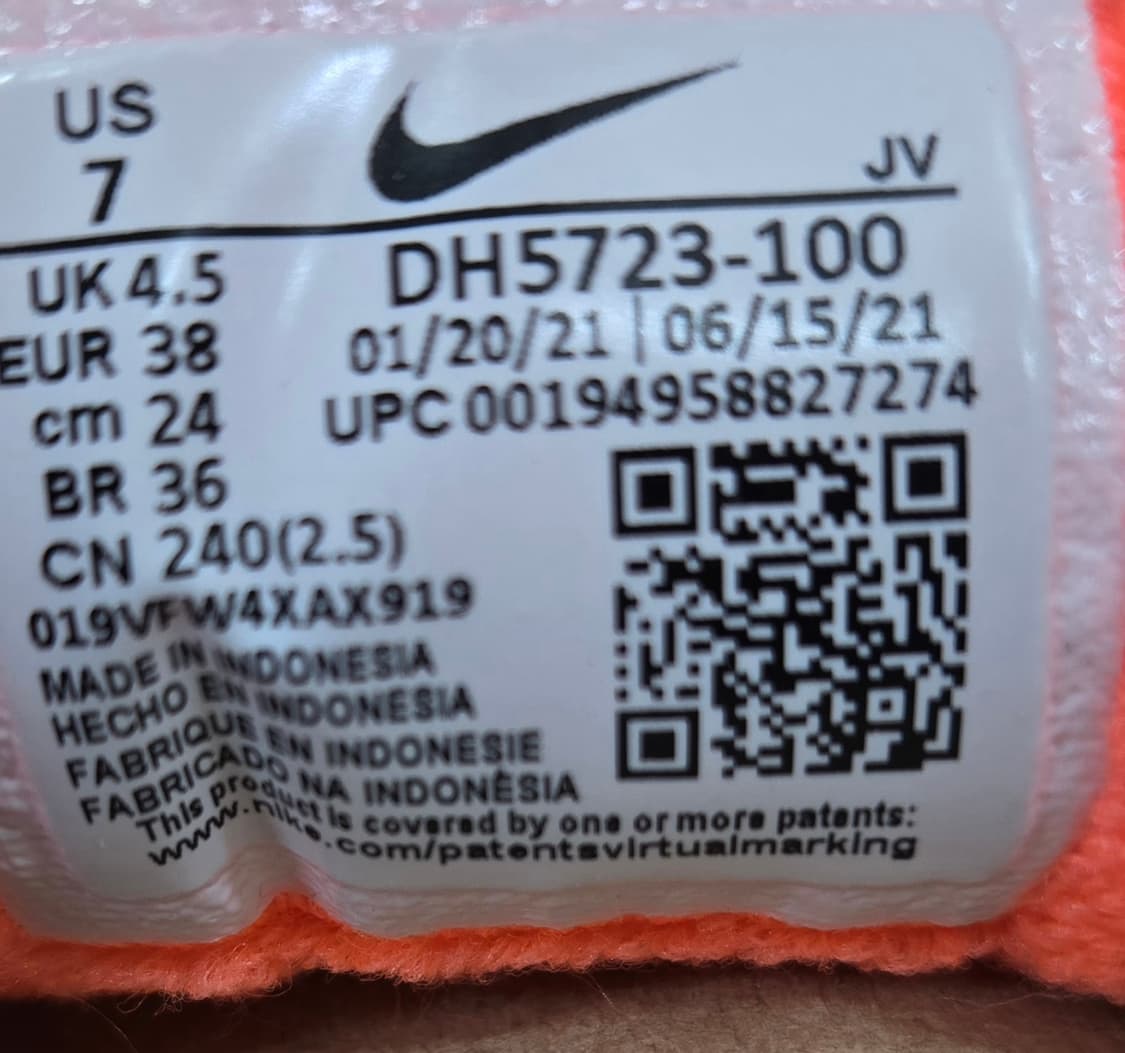 US
7
JV
UK 4.5
EUR 38
cm 24
BR 36
CN 240(2.5)
DH5723-100
01/20/21 | 06/15/21
UPC 00194958827274
019VFW4XAX919
MADE IN INDONESIA
HECHO EN INDONESIA
FABRIQUE EN INDONESIE
FABRICADO NA INDONÉSIA
This product is covered by one or more patents:
www.nike.com/patentsvirtualmarking